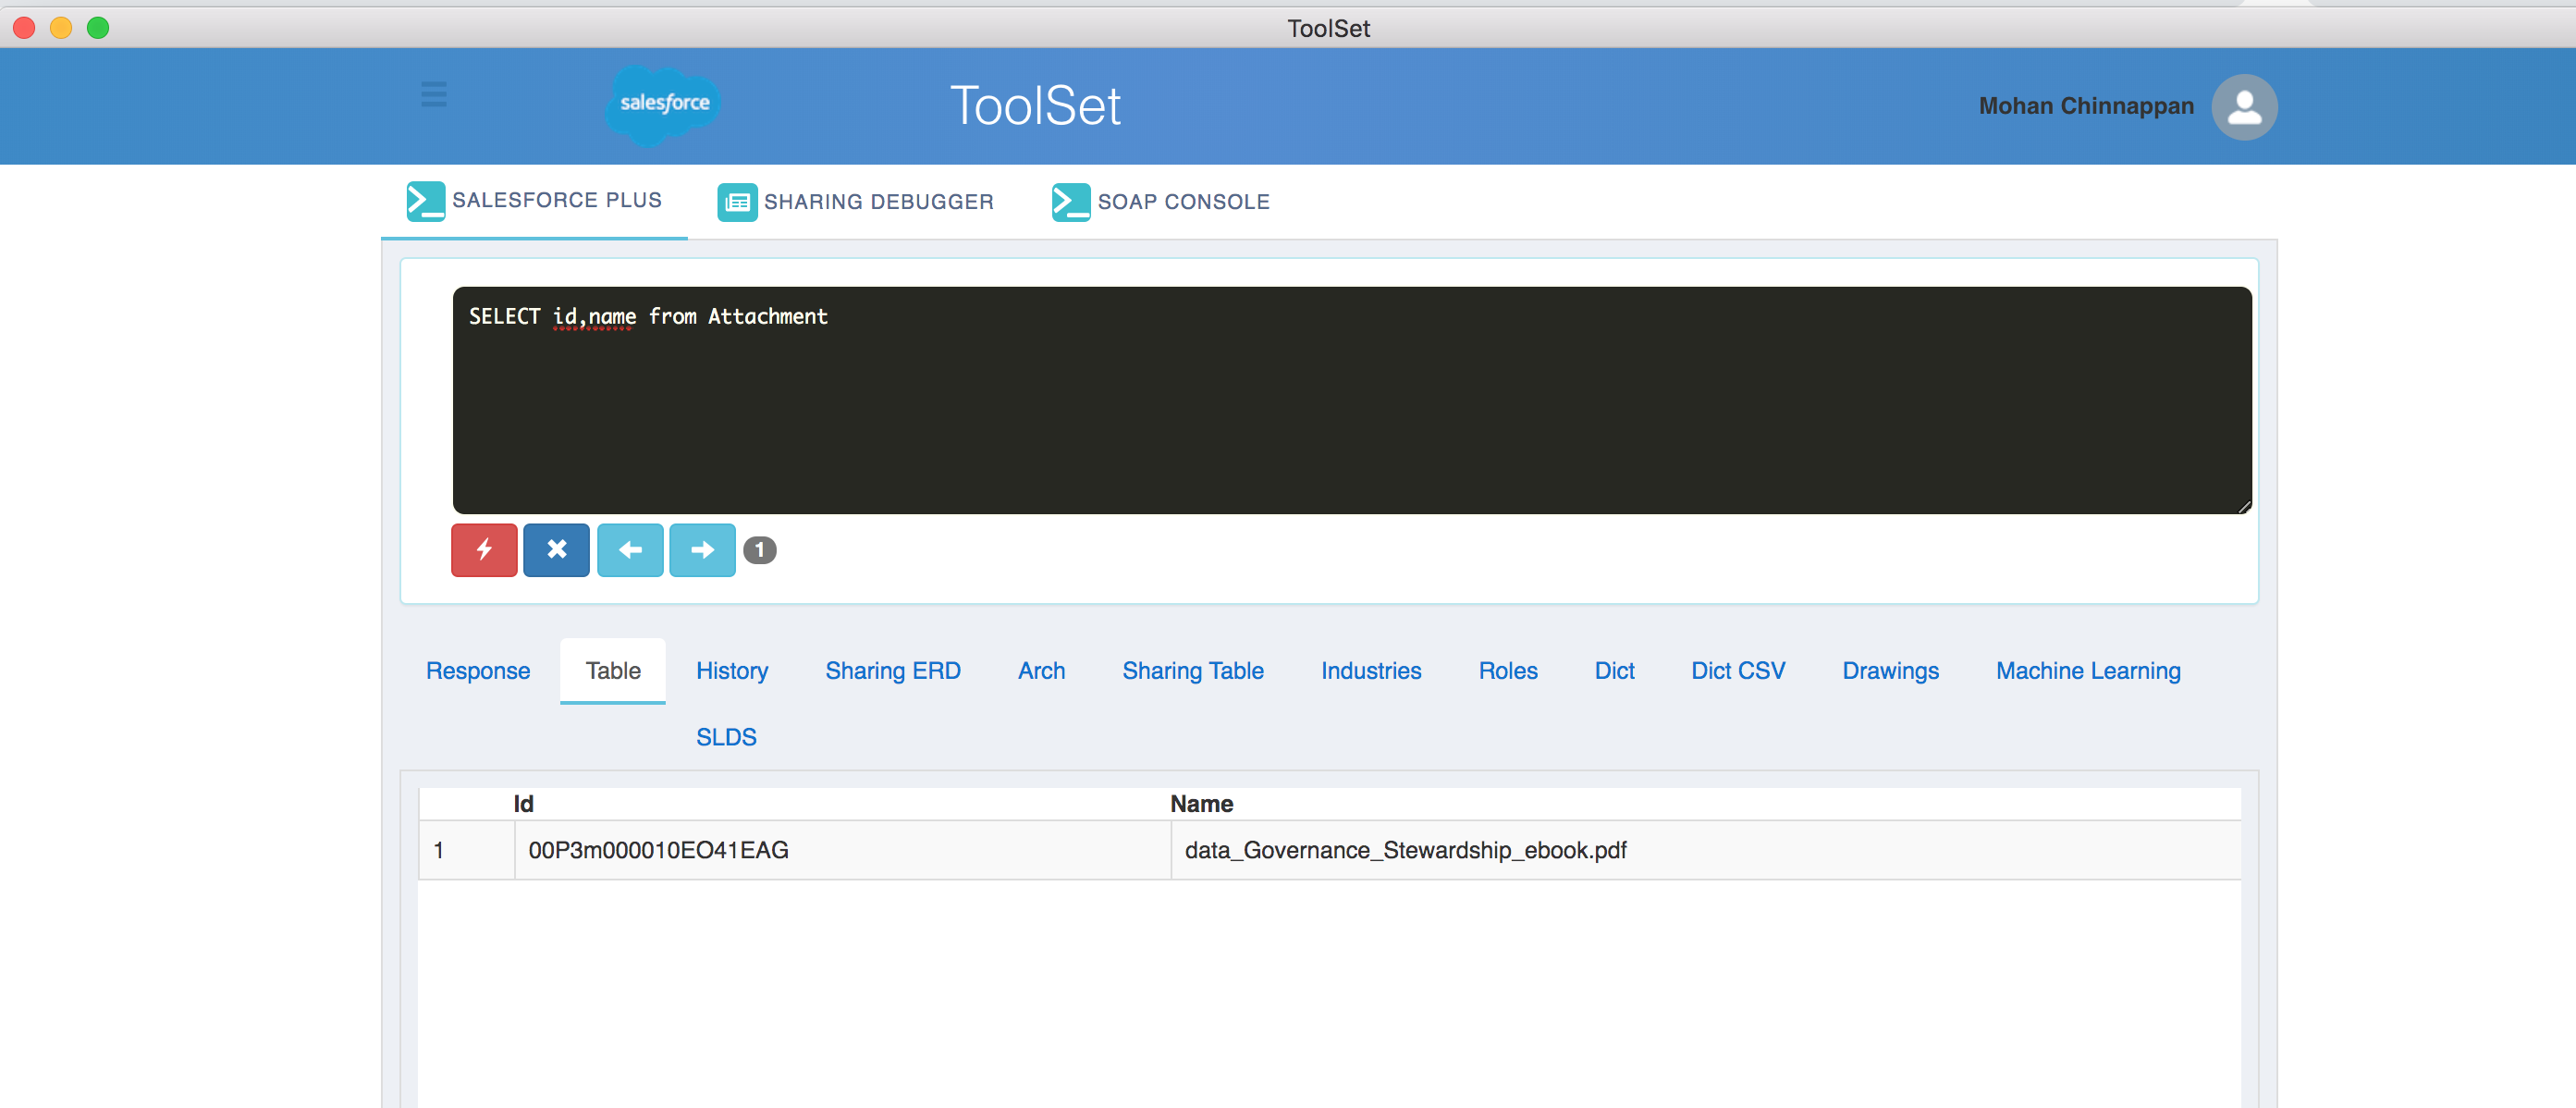 ToolSet
salesforce
ToolSet
Mohan Chinnappan
SALESFORCE PLUS
SHARING DEBUGGER
SOAP CONSOLE
SELECT id,name from Attachment
1
Response Table History Sharing ERD Arch Sharing Table Industries Roles Dict Dict CSV Drawings Machine Learning
SLDS
Id Name
1 00P3m000010EO41EAG data_Governance_Stewardship_ebook.pdf